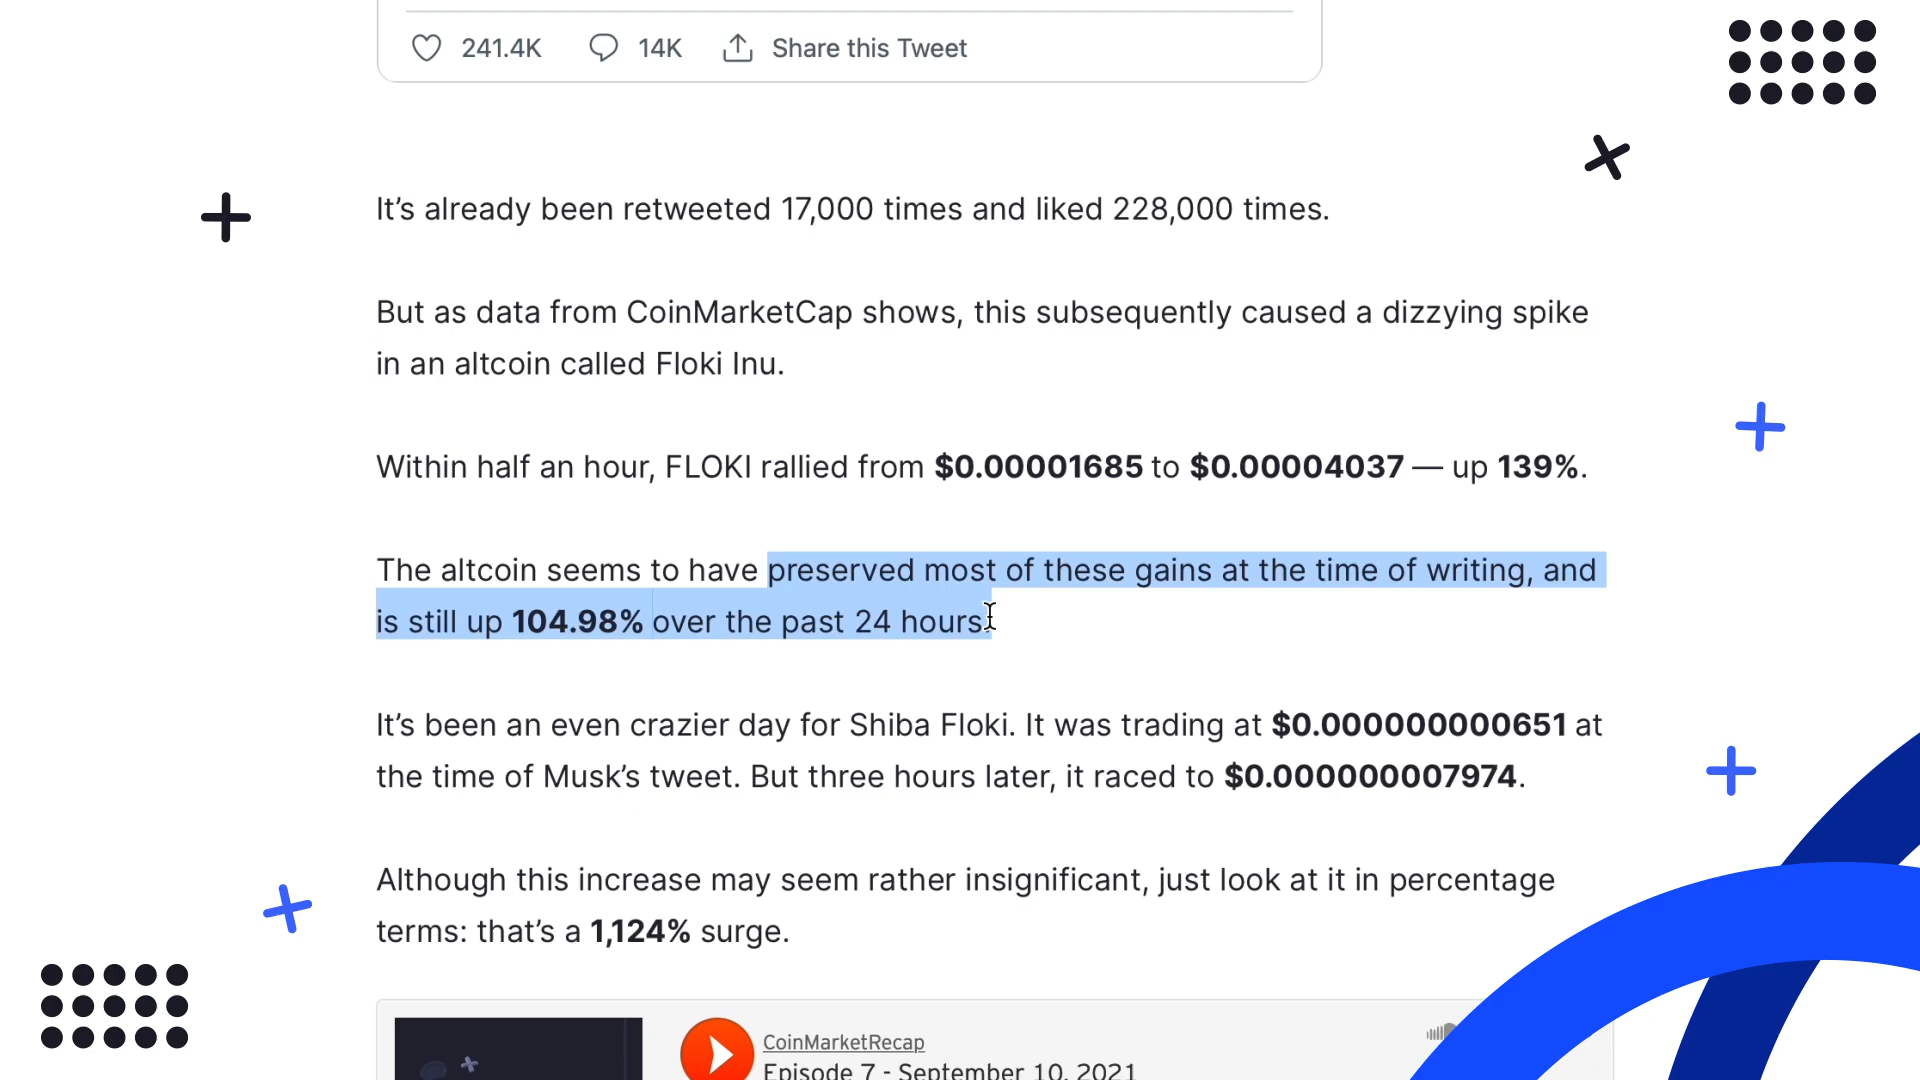 241.4K 14K Share this Tweet
It’s already been retweeted 17,000 times and liked 228,000 times.
But as data from CoinMarketCap shows, this subsequently caused a dizzying spike
in an altcoin called Floki Inu.
Within half an hour, FLOKI rallied from $0.00001685 to $0.00004037 — up 139%.
The altcoin seems to have preserved most of these gains at the time of writing, and
is still up 104.98% over the past 24 hours.
It’s been an even crazier day for Shiba Floki. It was trading at $0.000000000651 at
the time of Musk’s tweet. But three hours later, it raced to $0.000000007974.
Although this increase may seem rather insignificant, just look at it in percentage
terms: that’s a 1,124% surge.
CoinMarketRecap
Episode 7 - September 10, 2021